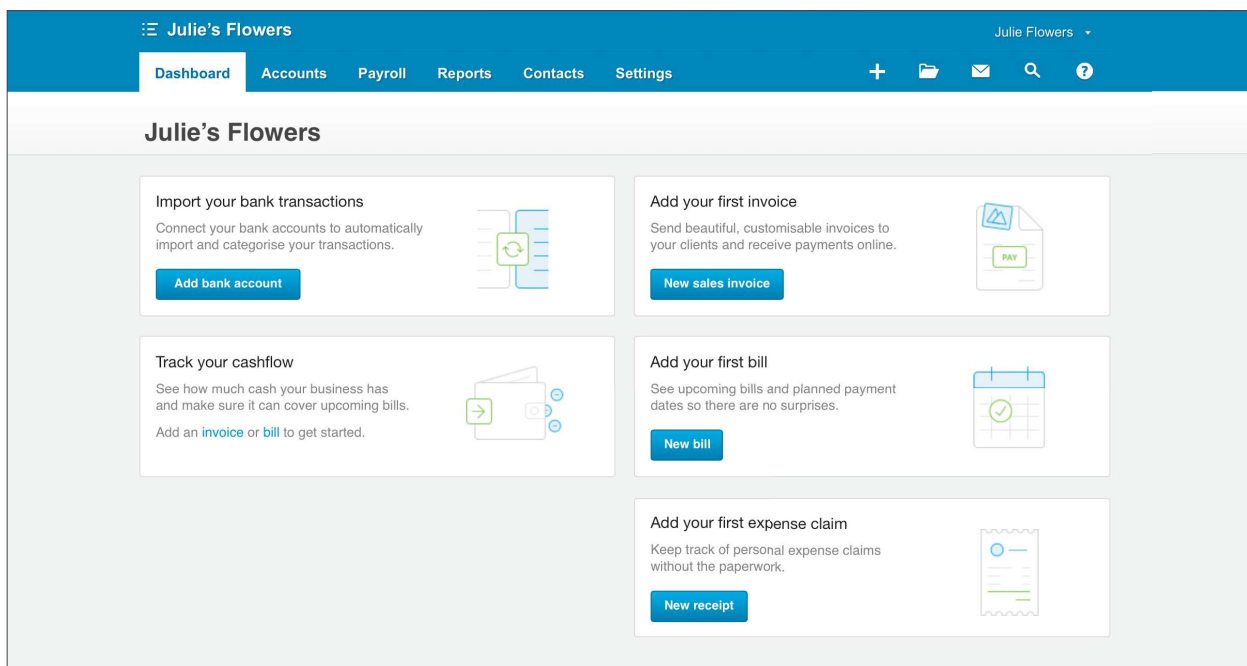 Julie's Flowers
Julie Flowers
Dashboard Accounts Payroll Reports Contacts Settings
Julie's Flowers
Import your bank transactions
Connect your bank accounts to automatically
import and categorise your transactions.
Add bank account
Add your first invoice
Send beautiful, customisable invoices to
your clients and receive payments online.
New sales invoice
PAY
Track your cashflow
See how much cash your business has
and make sure it can cover upcoming bills.
Add an invoice or bill to get started.
Add your first bill
See upcoming bills and planned payment
dates so there are no surprises.
New bill
Add your first expense claim
Keep track of personal expense claims
without the paperwork.
New receipt